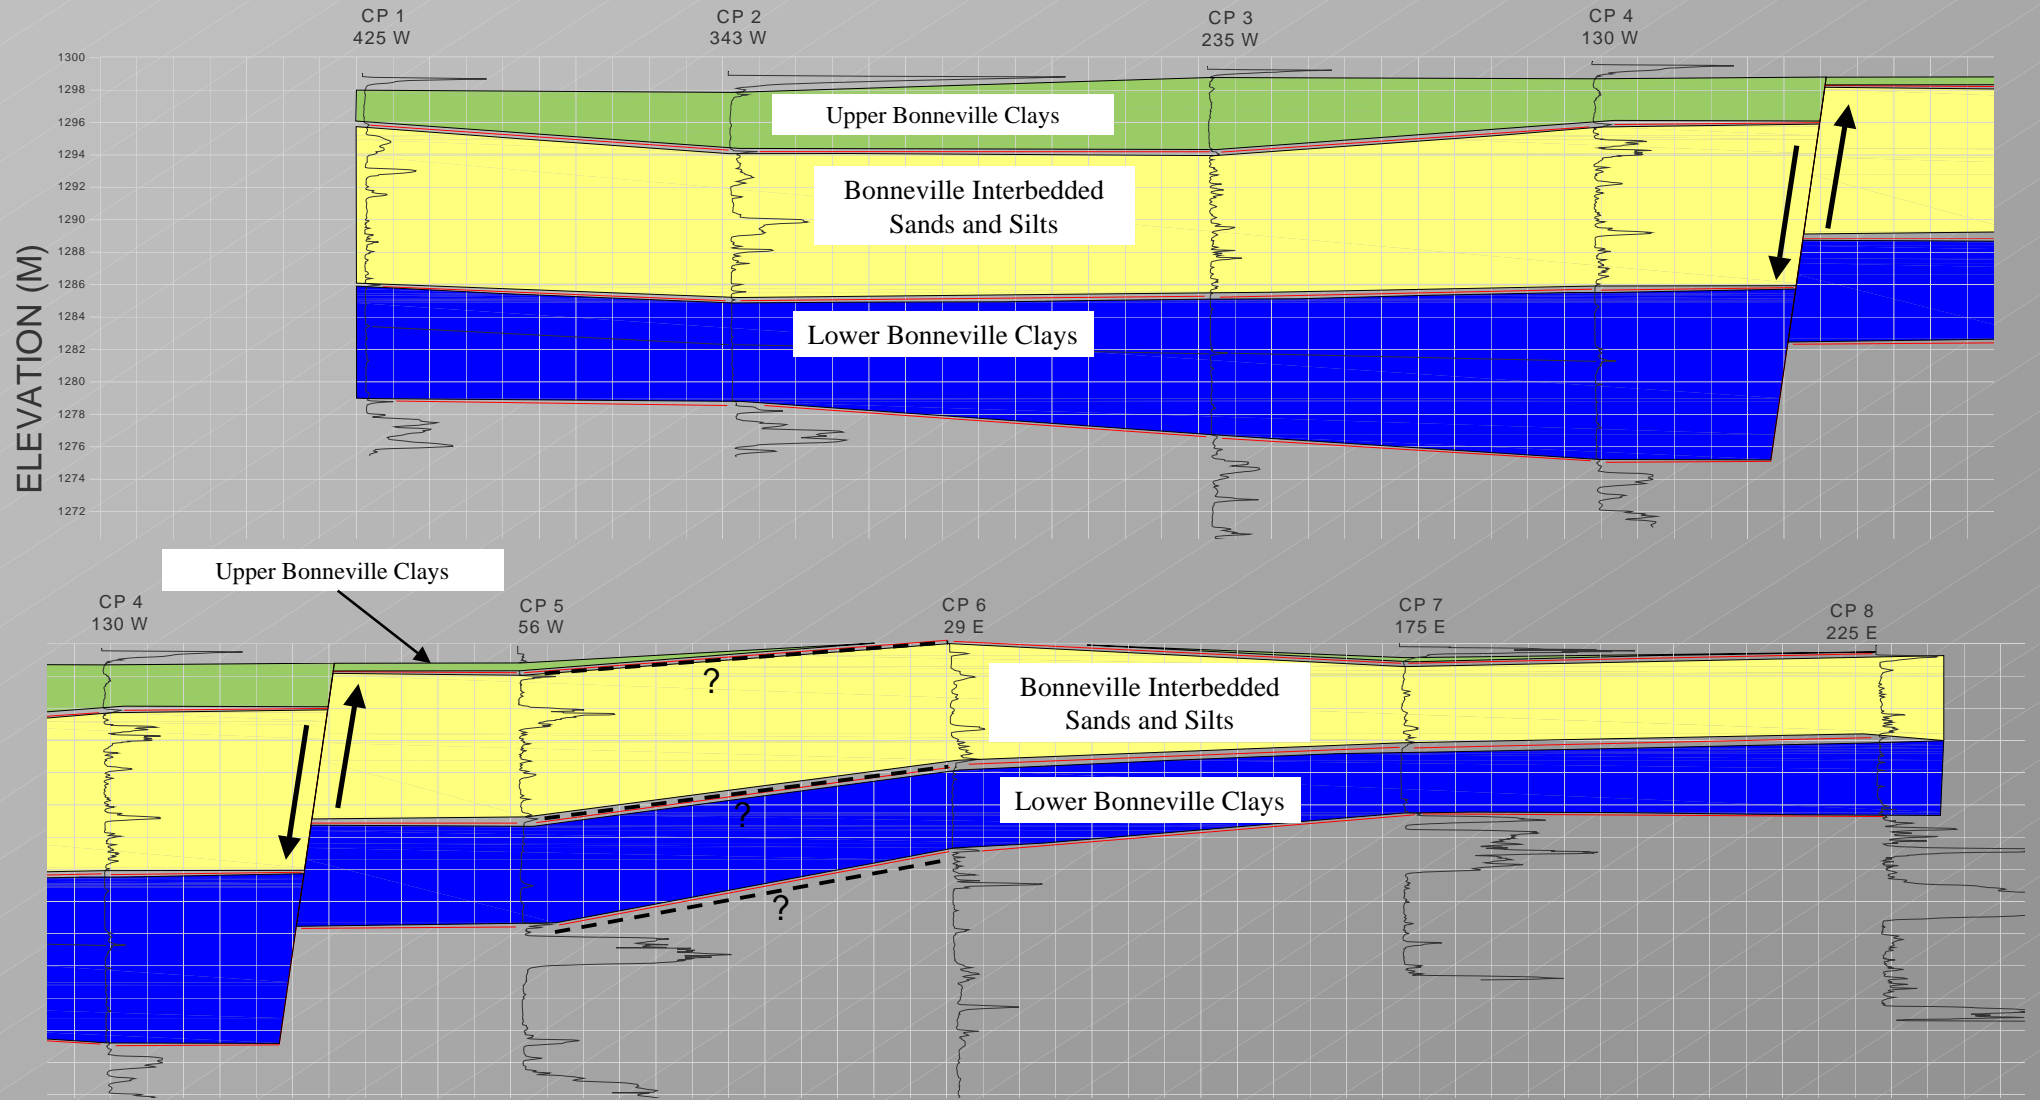 CP 1
425 W
CP 2
343 W
CP 3
235 W
CP 4
130 W
1300
1298
1296
1294
1292
1290
1288
1286
1284
1282
1280
1278
1276
1274
1272
ELEVATION (M)
Upper Bonneville Clays
Bonneville Interbedded
Sands and Silts
Lower Bonneville Clays
Upper Bonneville Clays
CP 4
130 W
CP 5
56 W
CP 6
29 E
CP 7
175 E
CP 8
225 E
?
?
?
Bonneville Interbedded
Sands and Silts
Lower Bonneville Clays